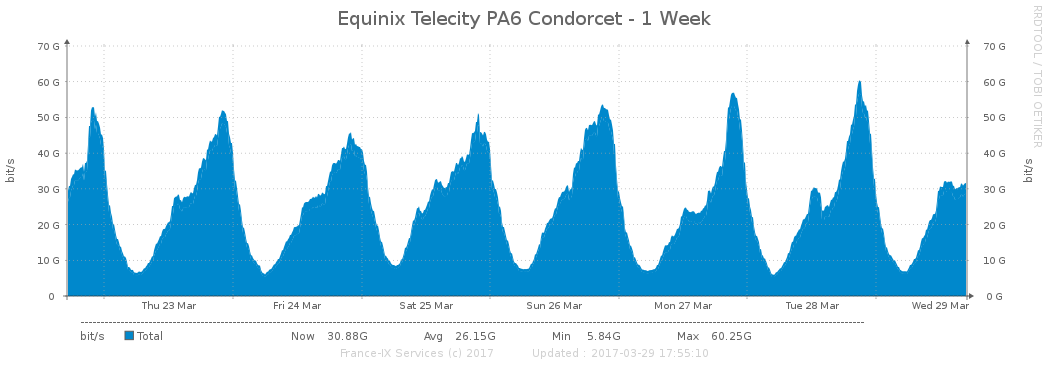 Equinix Telecity PA6 Condorcet - 1 Week
RRDTOOL / TOBI OETIKER
70 G 70 G
60 G 60 G
50 G 50 G
40 G 40 G
30 G 30 G
20 G 20 G
10 G 10 G
0 0 G
bit/s
bit/s
Thu 23 Mar Fri 24 Mar Sat 25 Mar Sun 26 Mar Mon 27 Mar Tue 28 Mar Wed 29 Mar
bit/s Total Now 30.88G Avg 26.15G Min 5.84G Max 60.25G
France-IX Services (c) 2017 Updated : 2017-03-29 17:55:10